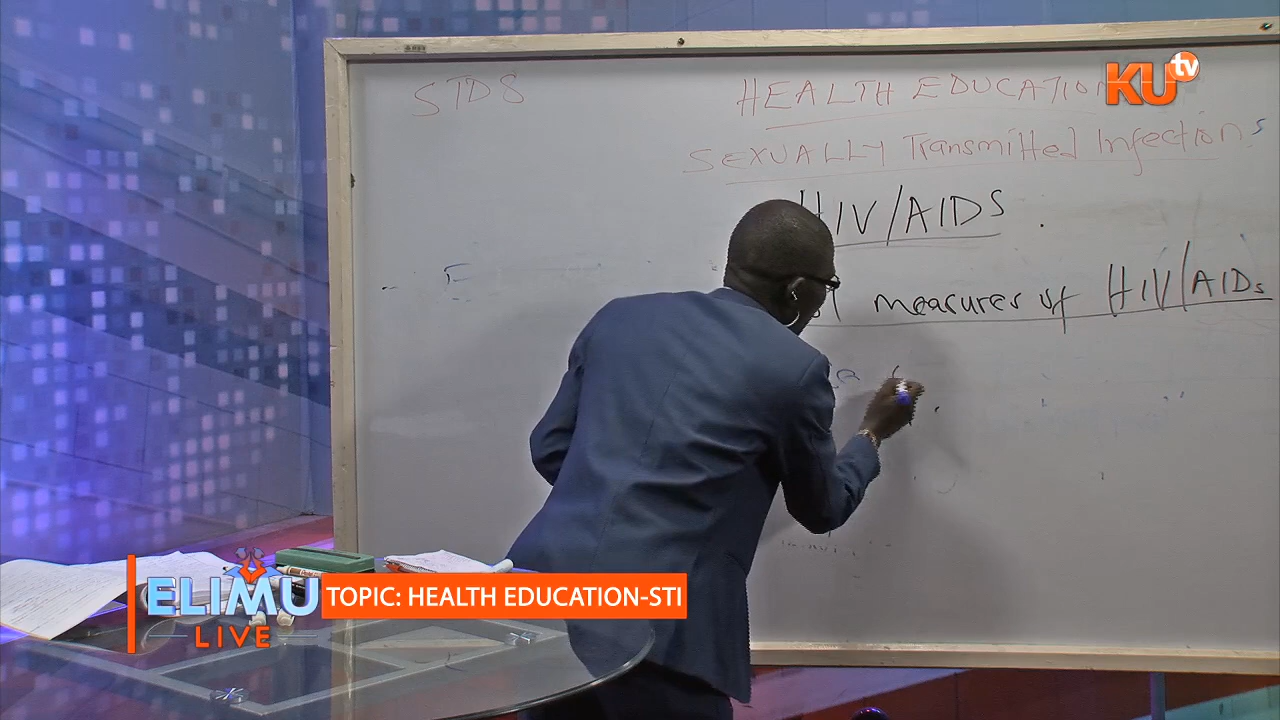 STDS
HEALTH EDUCATION
KU tv
SEXUALLY Transmitted Infections
HIV/AIDS
measures of HIV/AIDs
ELIMU
LIVE
TOPIC: HEALTH EDUCATION-STI